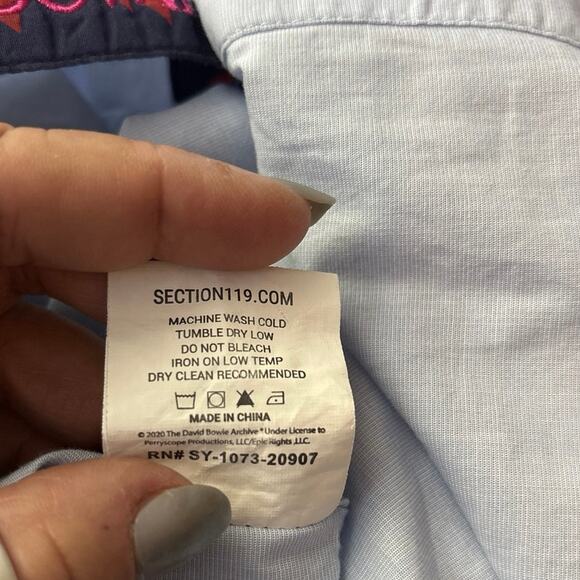 SECTION119.COM
MACHINE WASH COLD
TUMBLE DRY LOW
DO NOT BLEACH
IRON ON LOW TEMP
DRY CLEAN RECOMMENDED
MADE IN CHINA
© 2020 The David Bowie Archive ® Under License to
Perryscope Productions, LLC/Epic Rights ,LLC.
RN# SY-1073-20907